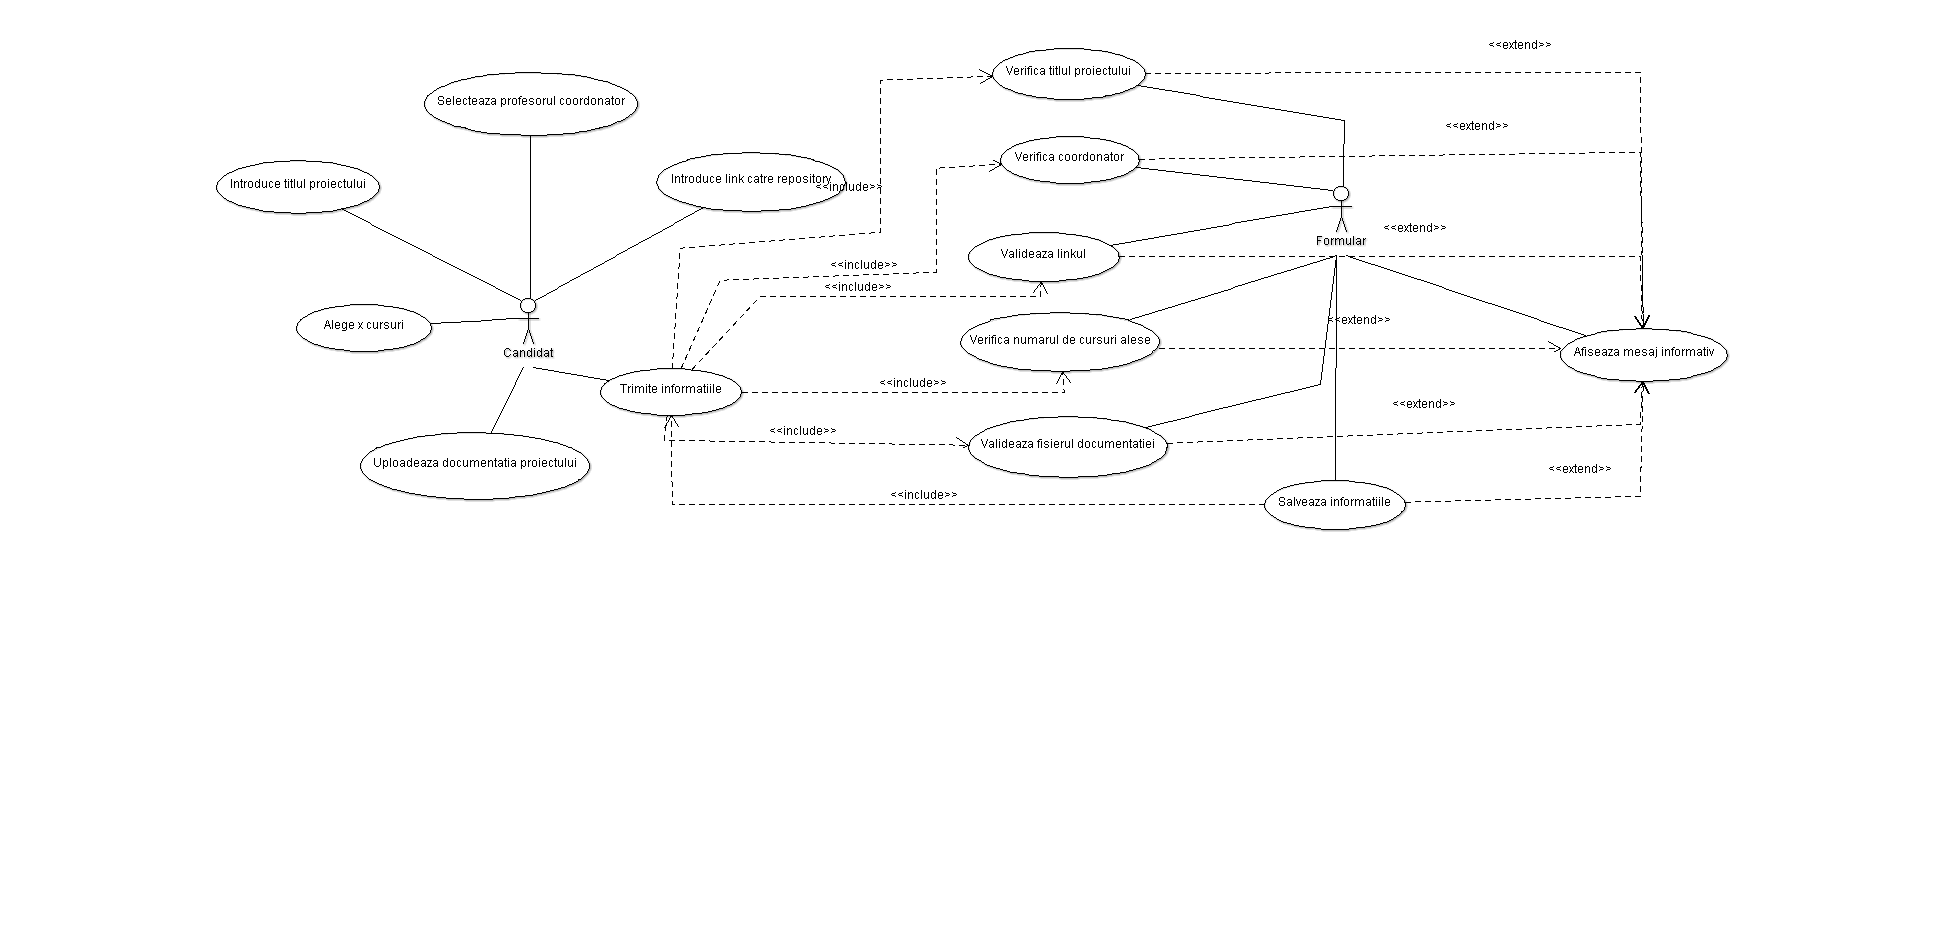 <<extend>>
Verifica titlul proiectului
Selecteaza profesorul coordonator
<<extend>>
Verifica coordonator
Introduce titlul proiectului
Introduce link catre repository
<<include>>
<<extend>>
Formular
Valideaza linkul
<<include>>
<<include>>
Alege x cursuri
<<extend>>
Candidat
Verifica numarul de cursuri alese
Afiseaza mesaj informativ
Trimite informatiile
<<include>>
<<extend>>
<<include>>
Valideaza fisierul documentatiei
Uploadeaza documentatia proiectului
<<extend>>
<<include>>
Salveaza informatiile